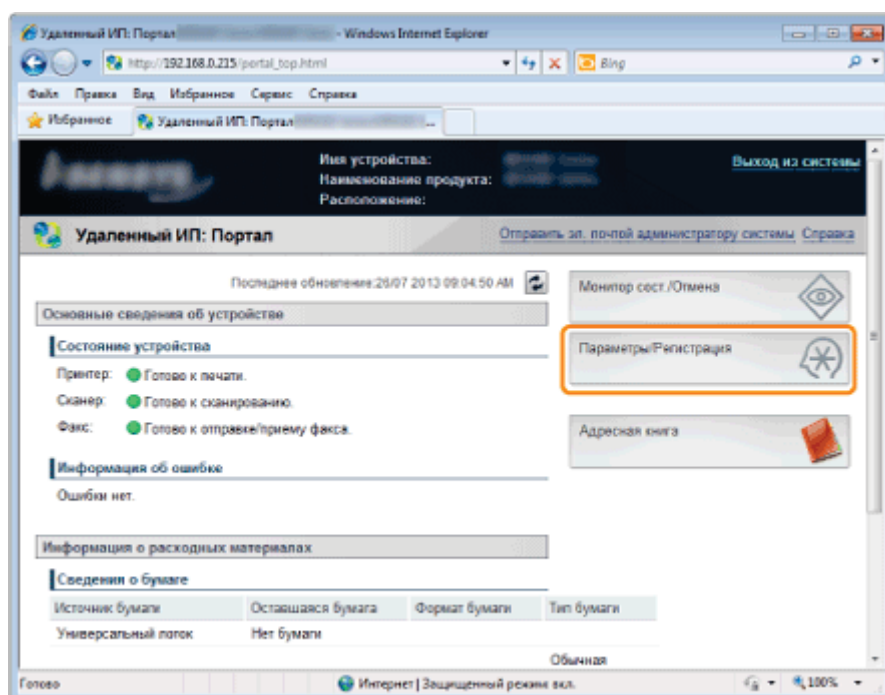 Удаленный ИП: Портал - Windows Internet Explorer
http://192.168.0.215/portal_top.html
Bing
Файл Правка Вид Избранное Сервис Справка
Избранное Удаленный ИП: Портал ...
Имя устройства:
Наименование продукта:
Расположение:
Выход из системы
Удаленный ИП: Портал
Отправить эл. почтой администратору системы Справка
Последнее обновление:26/07 2013 09:04:50 AM
Основные сведения об устройстве
Состояние устройства
Принтер: Готово к печати.
Сканер: Готово к сканированию.
Факс: Готово к отправке/приему факса.
Информация об ошибке
Ошибки нет.
Монитор сост./Отмена
Параметры/Регистрация
Адресная книга
Информация о расходных материалах
Сведения о бумаге
Источник бумаги Оставшаяся бумага Формат бумаги Тип бумаги
Универсальный лоток Нет бумаги
Обычная
Готово
Интернет | Защищенный режим вкл.
100%